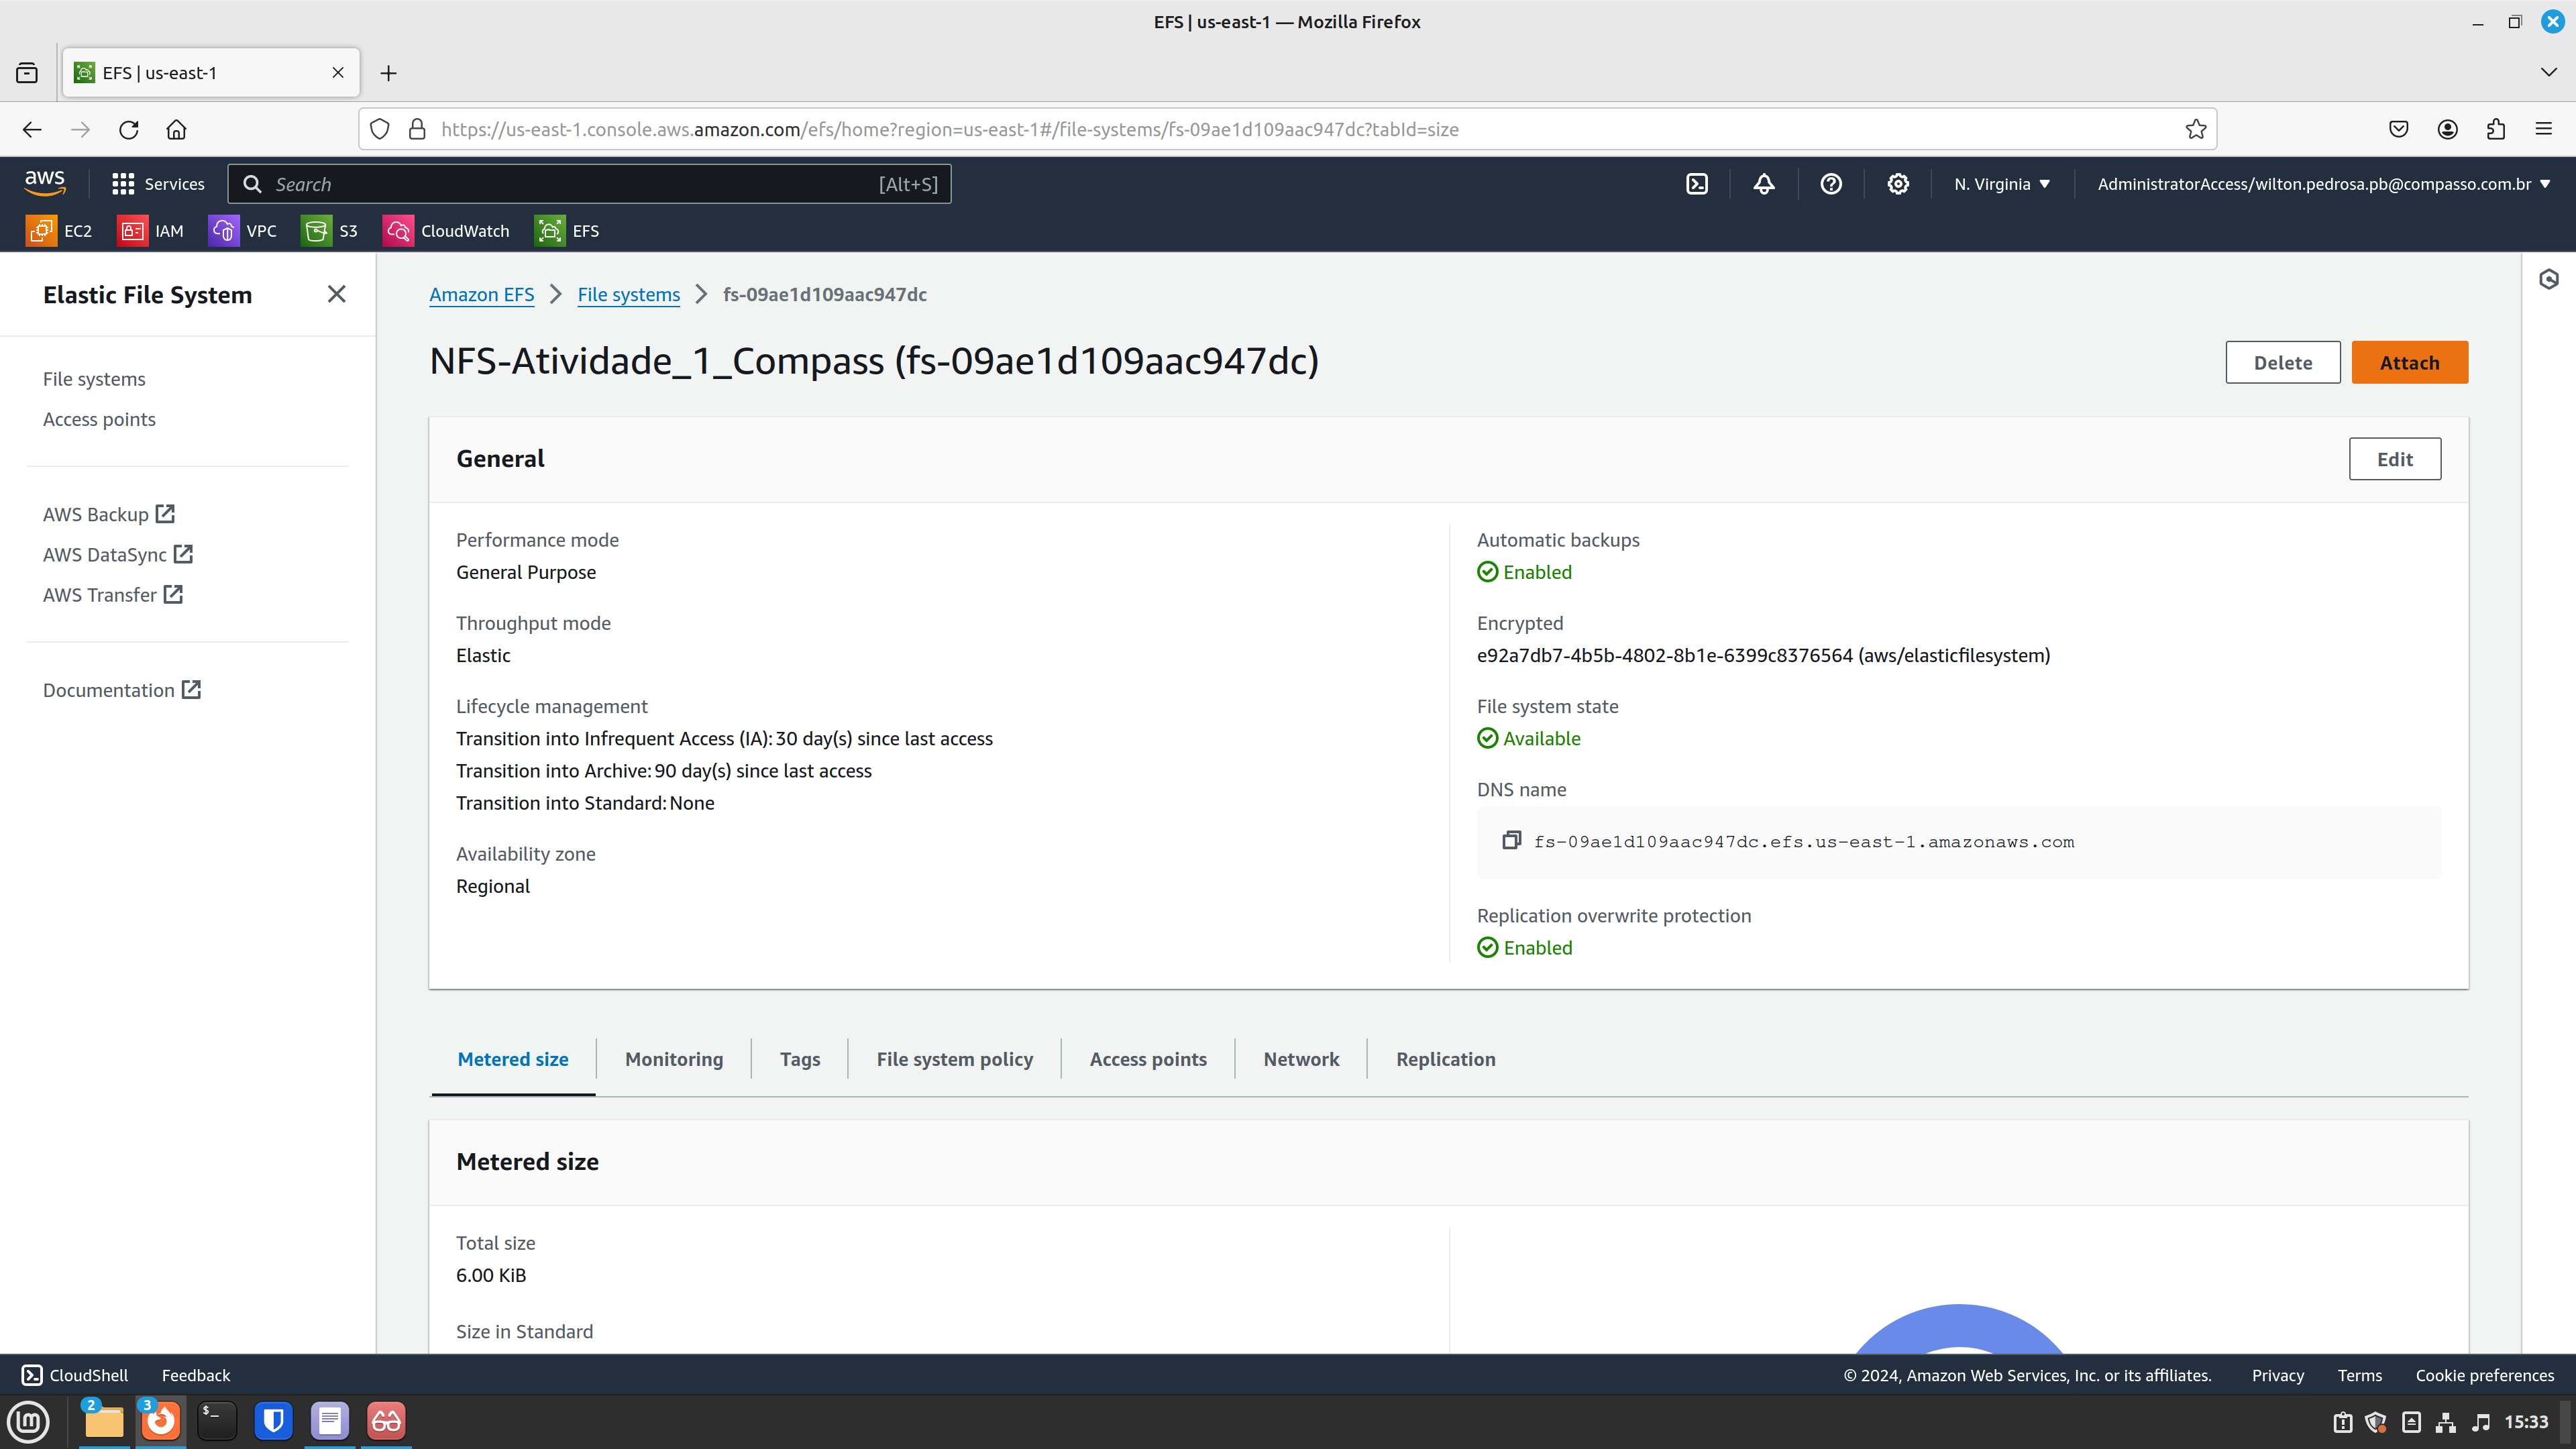 EFS | us-east-1 — Mozilla Firefox
EFS | us-east-1
https://us-east-1.console.aws.amazon.com/efs/home?region=us-east-1#/file-systems/fs-09ae1d109aac947dc?tabId=size
aws
Services
Search
[Alt+S]
N. Virginia
AdministratorAccess/wilton.pedrosa.pb@compasso.com.br
EC2
IAM
VPC
S3
CloudWatch
EFS
Elastic File System
File systems
Access points
AWS Backup
AWS DataSync
AWS Transfer
Documentation
Amazon EFS
File systems
fs-09ae1d109aac947dc
NFS-Atividade_1_Compass (fs-09ae1d109aac947dc)
Delete
Attach
General
Edit
Performance mode
General Purpose
Throughput mode
Elastic
Lifecycle management
Transition into Infrequent Access (IA): 30 day(s) since last access
Transition into Archive: 90 day(s) since last access
Transition into Standard: None
Availability zone
Regional
Automatic backups
Enabled
Encrypted
e92a7db7-4b5b-4802-8b1e-6399c8376564 (aws/elasticfilesystem)
File system state
Available
DNS name
fs-09ae1d109aac947dc.efs.us-east-1.amazonaws.com
Replication overwrite protection
Enabled
Metered size
Monitoring
Tags
File system policy
Access points
Network
Replication
Metered size
Total size
6.00 KiB
Size in Standard
CloudShell
Feedback
© 2024, Amazon Web Services, Inc. or its affiliates.
Privacy
Terms
Cookie preferences
2
3
$_
15:33